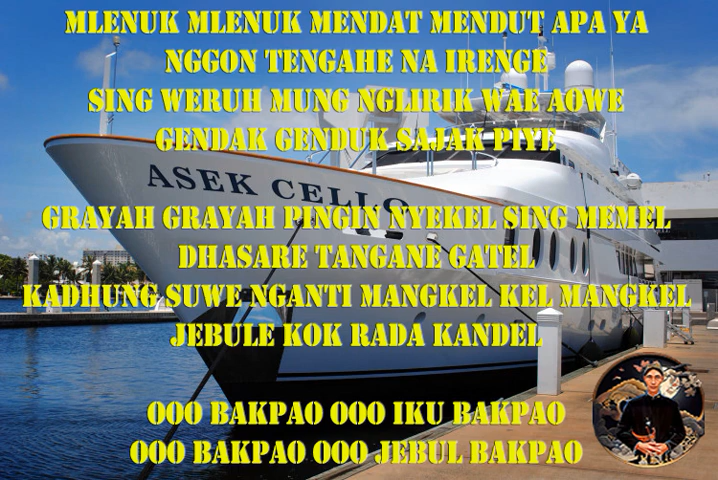 MLENUK MLENUK MENDAT MENDUT APA YA
NGGON TENGAHE NA IRENGE
SING WERUH MUNG NGLIRIK WAE AOWE
GENDAK GENDUK SAJAK PIYE
ASEK CELLO
GRAYAH GRAYAH PINGIN NYEKEL SING MEMEL
DHASARE TANGANE GATEL
KADHUNG SUWE NGANTI MANGKEL KEL MANGKEL
JEBULE KOK RADA KANDEL
OOO BAKPAO OOO IKU BAKPAO
OOO BAKPAO OOO JEBUL BAKPAO